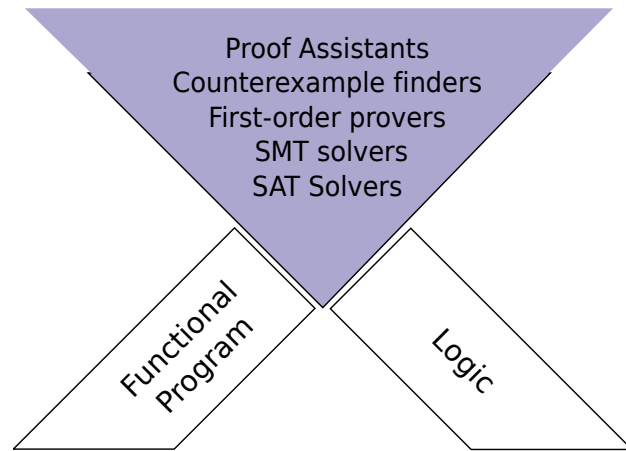 Proof Assistants
Counterexample finders
First-order provers
SMT solvers
SAT Solvers
Functional
Program
Logic